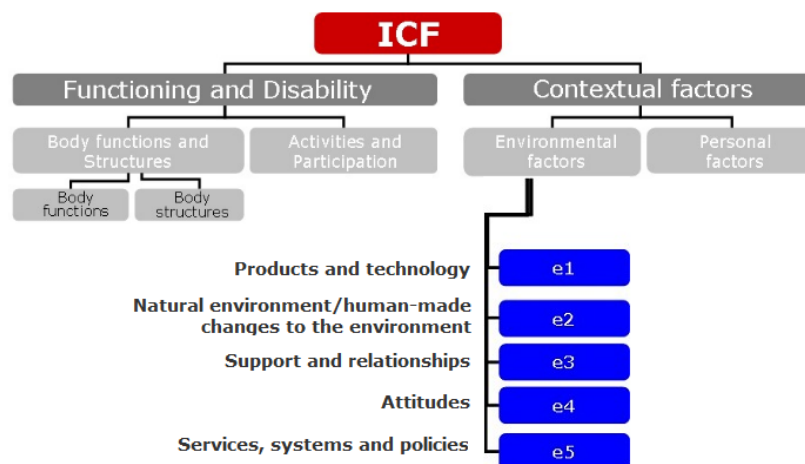 ICF
Functioning and Disability
Contextual factors
Body functions and
Structures
Activities and
Participation
Environmental
factors
Personal
factors
Body
functions
Body
structures
Products and technology
e1
Natural environment/human-made
changes to the environment
e2
Support and relationships
e3
Attitudes
e4
Services, systems and policies
e5